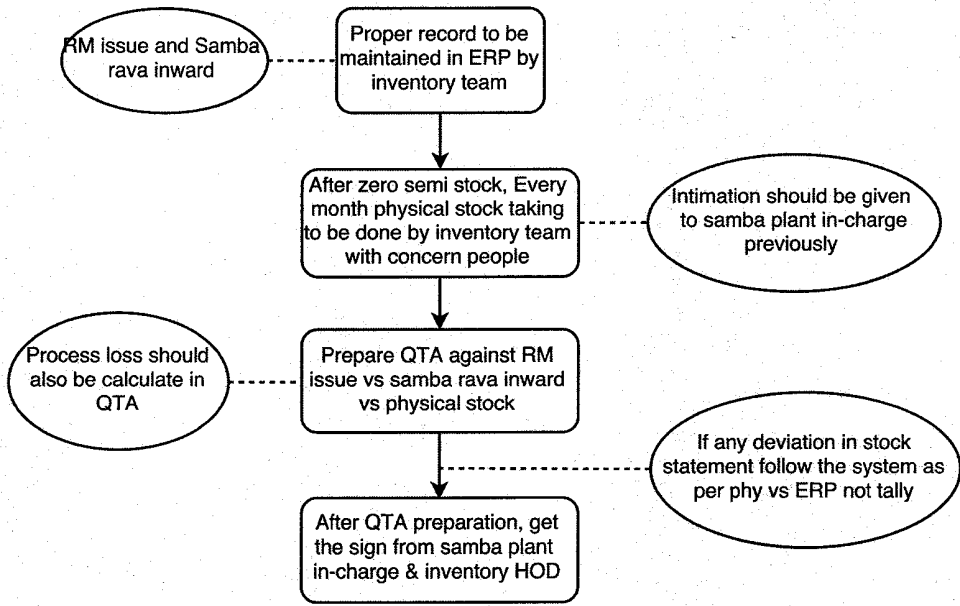 RM issue and Samba
rava inward
Proper record to be
maintained in ERP by
inventory team
After zero semi stock, Every
month physical stock taking
to be done by inventory team
with concern people
Intimation should be given
to samba plant in-charge
previously
Process loss should
also be calculate in
QTA
Prepare QTA against RM
issue vs samba rava inward
vs physical stock
If any deviation in stock
statement follow the system as
per phy vs ERP not tally
After QTA preparation, get
the sign from samba plant
in-charge & inventory HOD